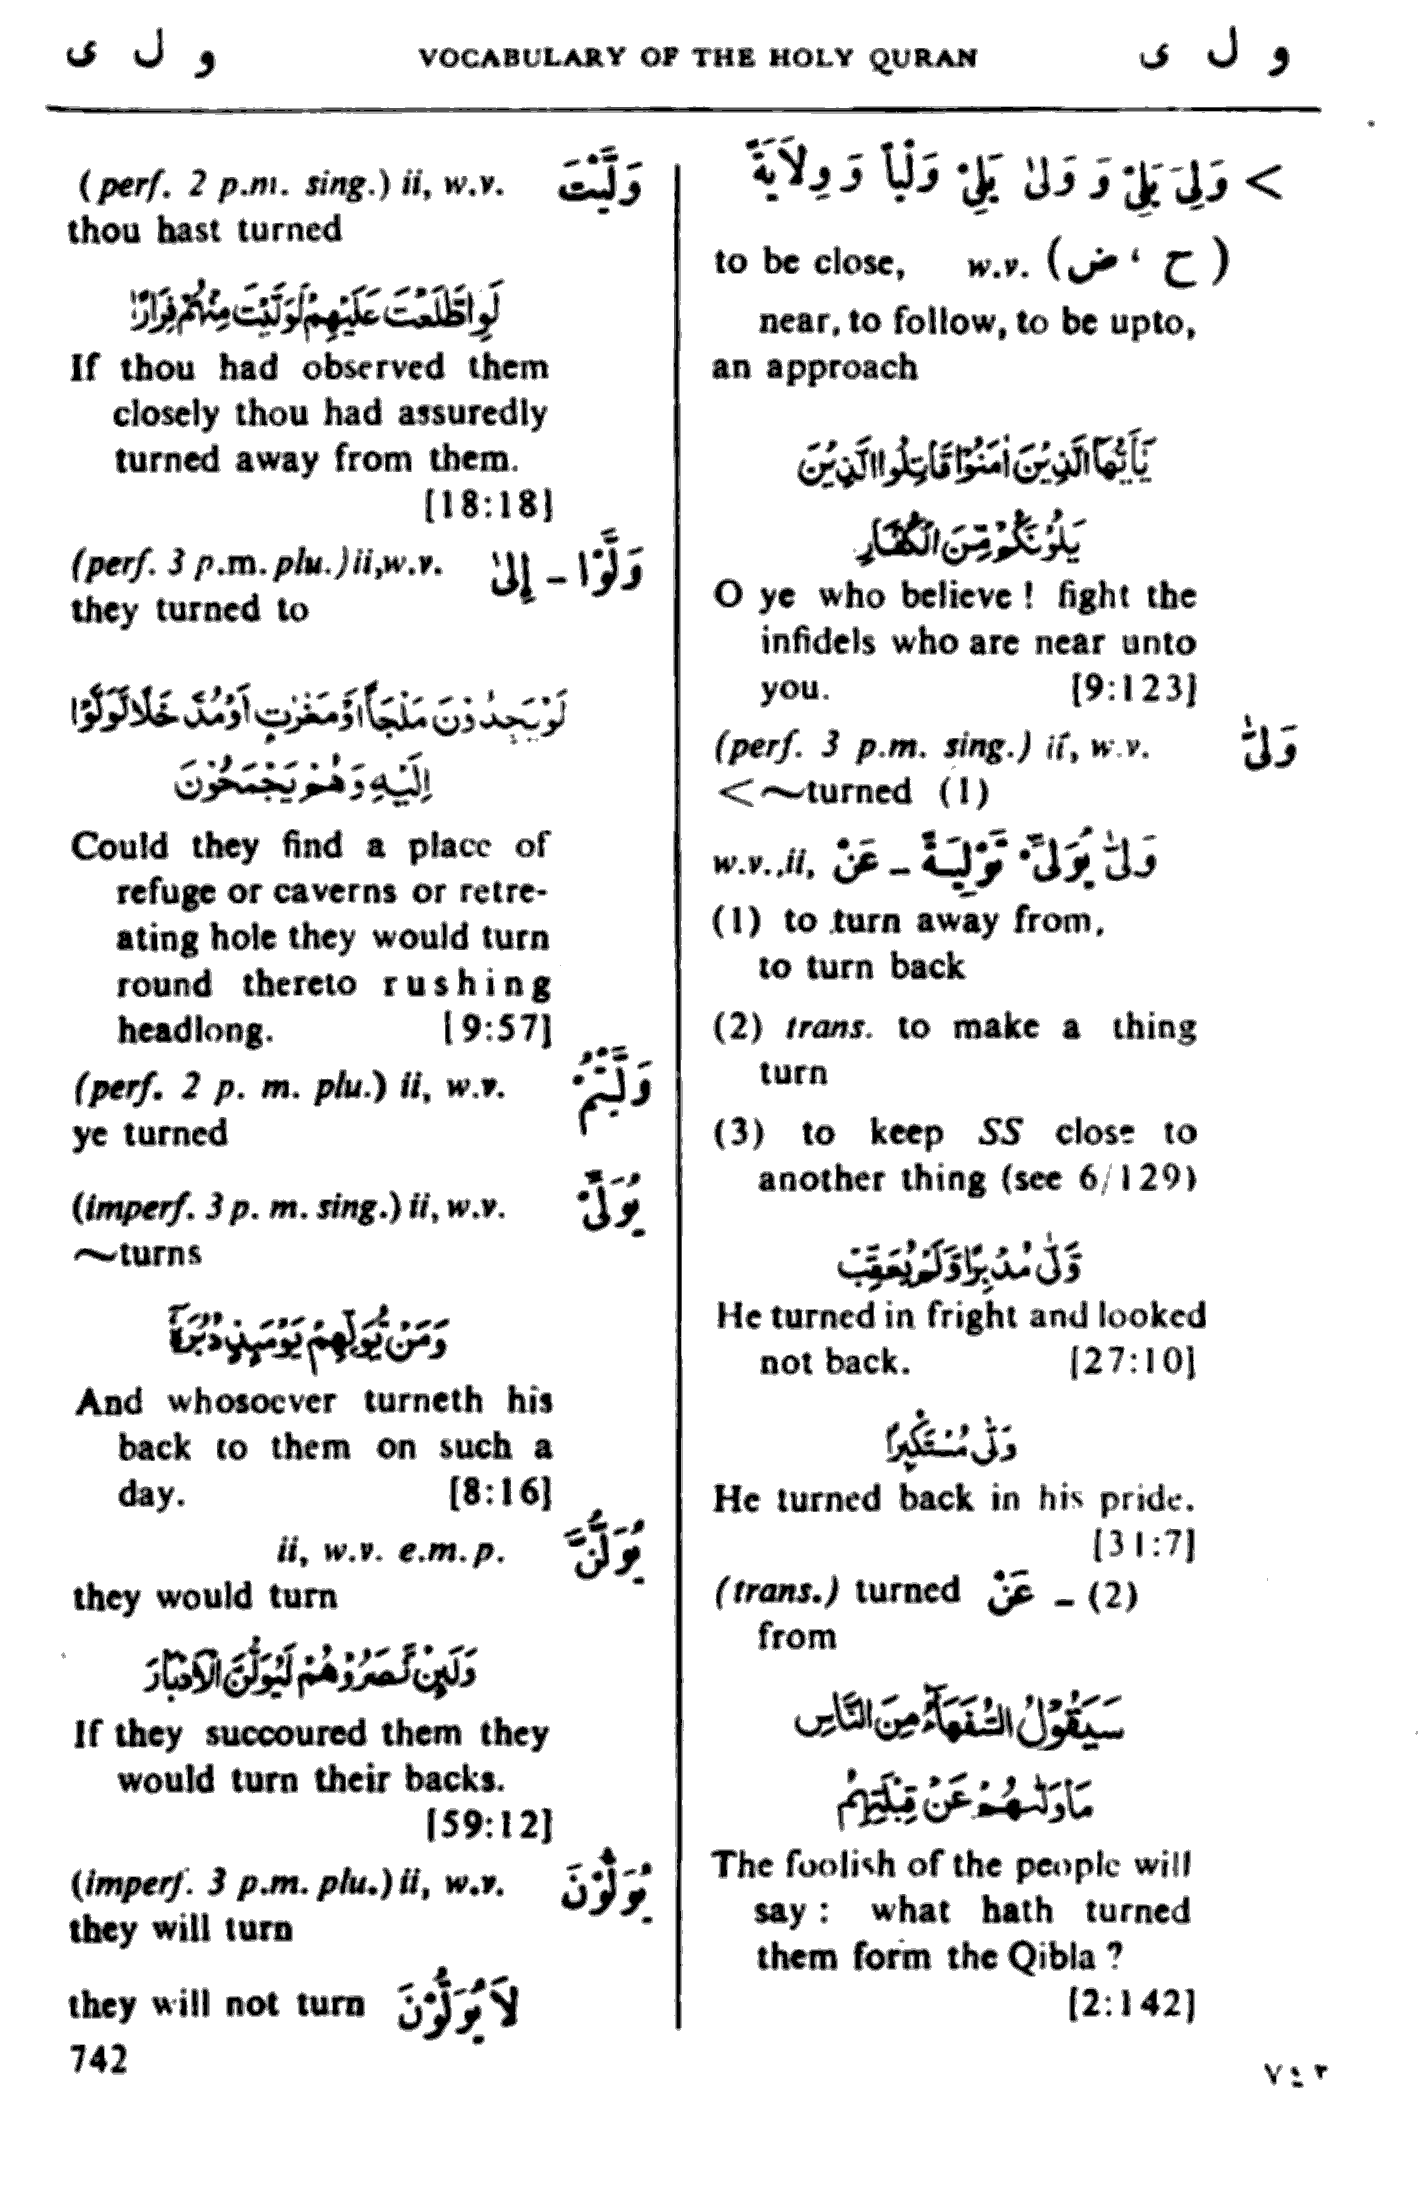 و ل ى VOCABULARY OF THE HOLY QURAN و ل ى
> وَلِىَ يَلِىْ وَ وَلىٰ يَلِىْ وَلْياً وَ وِلاَيَةً
to be close, w.v. ( ح ، ض )
near, to follow, to be upto,
an approach
يَٰٓأَيُّهَا الَّذِيْنَ اٰمَنُوْا قَاتِلُوا الَّذِيْنَ
يَلُوْنَكُمْ مِّنَ الْكُفَّارِ
O ye who believe ! fight the
infidels who are near unto
you. [9:123]
(perf. 3 p.m. sing.) ii, w.v. وَلىّٰ
<~turned (1)
w.v.,ii, وَلىّٰ يُوَلىِّْ تَوْلِيَةً – عَنْ
(1) to turn away from,
to turn back
(2) trans. to make a thing
turn
(3) to keep SS close to
another thing (see 6/129)
وَّلٰى مُدْبِرًا وَّلَمْ يُعَقِّبْ
He turned in fright and looked
not back. [27:10]
وَلّٰى مُسْتَكْبِرًا
He turned back in his pride.
[31:7]
(trans.) turned عَنْ – (2)
from
سَيَقُوْلُ السُّفَهَآءُ مِنَ النَّاسِ
مَا وَلّٰىهُمْ عَنْ قِبْلَتِهِمُ
The foolish of the people will
say : what hath turned
them form the Qibla ?
[2:142]
(perf. 2 p.m. sing.) ii, w.v. وَلَّيْتَ
thou hast turned
لَوِ اطَّلَعْتَ عَلَيْهِمْ لَوَلَّيْتَ مِنْهُمْ فِرَارًا
If thou had observed them
closely thou had assuredly
turned away from them.
[18:18]
(perf. 3 p.m. plu.) ii,w.v. وَلَّوْا – إِلىٰ
they turned to
لَوْ يَجِدُوْنَ مَلْجَأً اَوْ مَغٰرٰتٍ اَوْ مُدَّخَلًا لَّوَلَّوْا
اِلَيْهِ وَهُمْ يَجْمَحُوْنَ
Could they find a place of
refuge or caverns or retre-
ating hole they would turn
round thereto rushing
headlong. [9:57]
(perf. 2 p. m. plu.) ii, w.v. وَلَّيْتُمْ
ye turned
(imperf. 3 p. m. sing.) ii, w.v. يُوَلِّ
~turns
وَمَنْ يُّوَلِّهِمْ يَوْمَئِذٍ دُبُرَهٗٓ
And whosoever turneth his
back to them on such a
day. [8:16]
ii, w.v. e.m.p. يُوَلُّنَّ
they would turn
وَلَئِنْ نَّصَرُوْهُمْ لَيُوَلُّنَّ الْاَدْبَارَ
If they succoured them they
would turn their backs.
[59:12]
(imperf. 3 p.m. plu.) ii, w.v. يُوَلُّوْنَ
they will turn
they will not turn لاَ يُوَلُّوْنَ
742